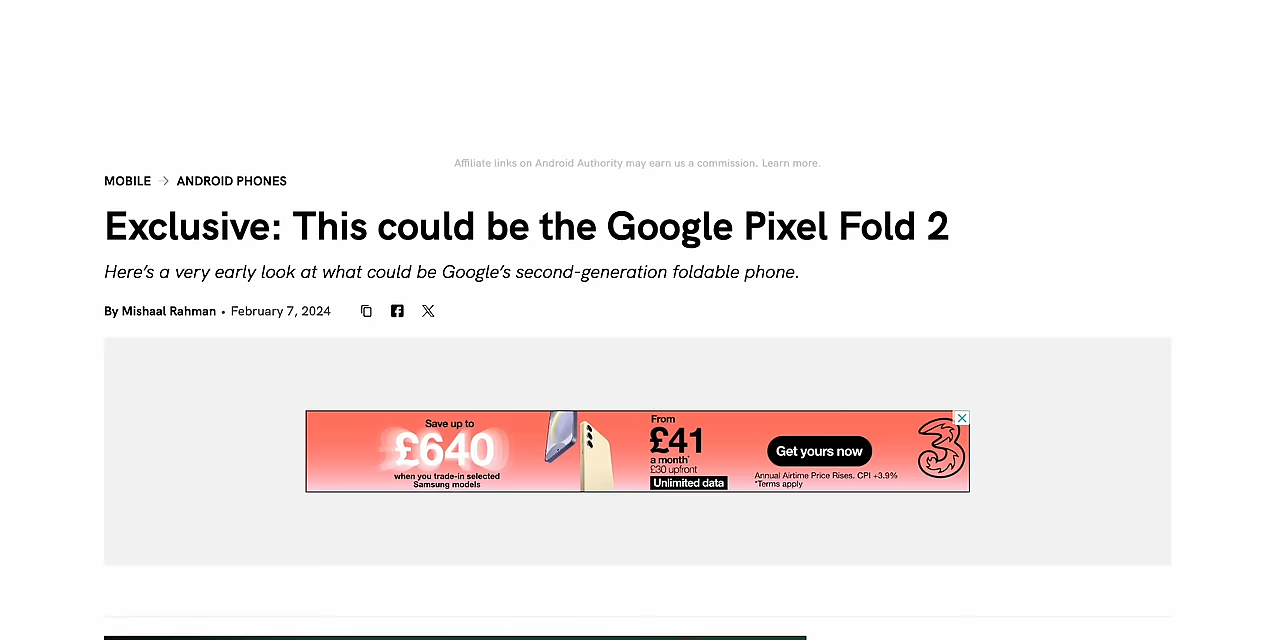 Affiliate links on Android Authority may earn us a commission. Learn more.
MOBILE → ANDROID PHONES
Exclusive: This could be the Google Pixel Fold 2
Here’s a very early look at what could be Google’s second-generation foldable phone.
By Mishaal Rahman • February 7, 2024
Save up to
£640
when you trade-in selected
Samsung models
From
£41
a month*
£30 upfront
Unlimited data
Get yours now
Annual Airtime Price Rises. CPI +3.9%
*Terms apply
3